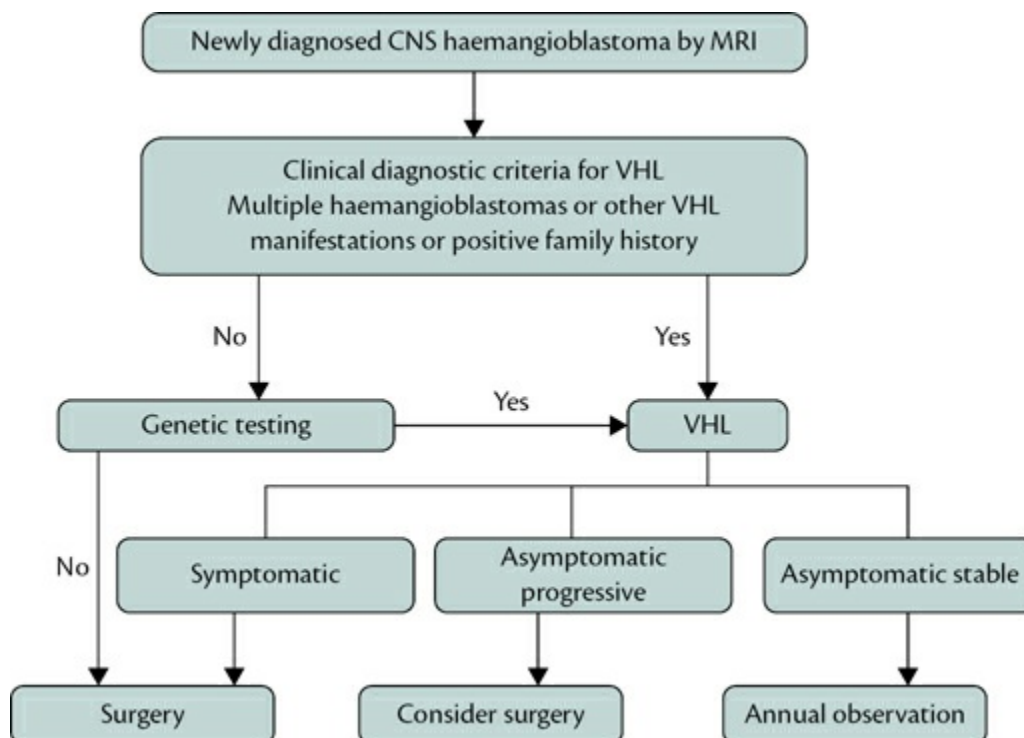 Newly diagnosed CNS haemangioblastoma by MRI
Clinical diagnostic criteria for VHL
Multiple haemangioblastomas or other VHL
manifestations or positive family history
No
Yes
Genetic testing
Yes
VHL
No
Symptomatic
Asymptomatic
progressive
Asymptomatic stable
Surgery
Consider surgery
Annual observation